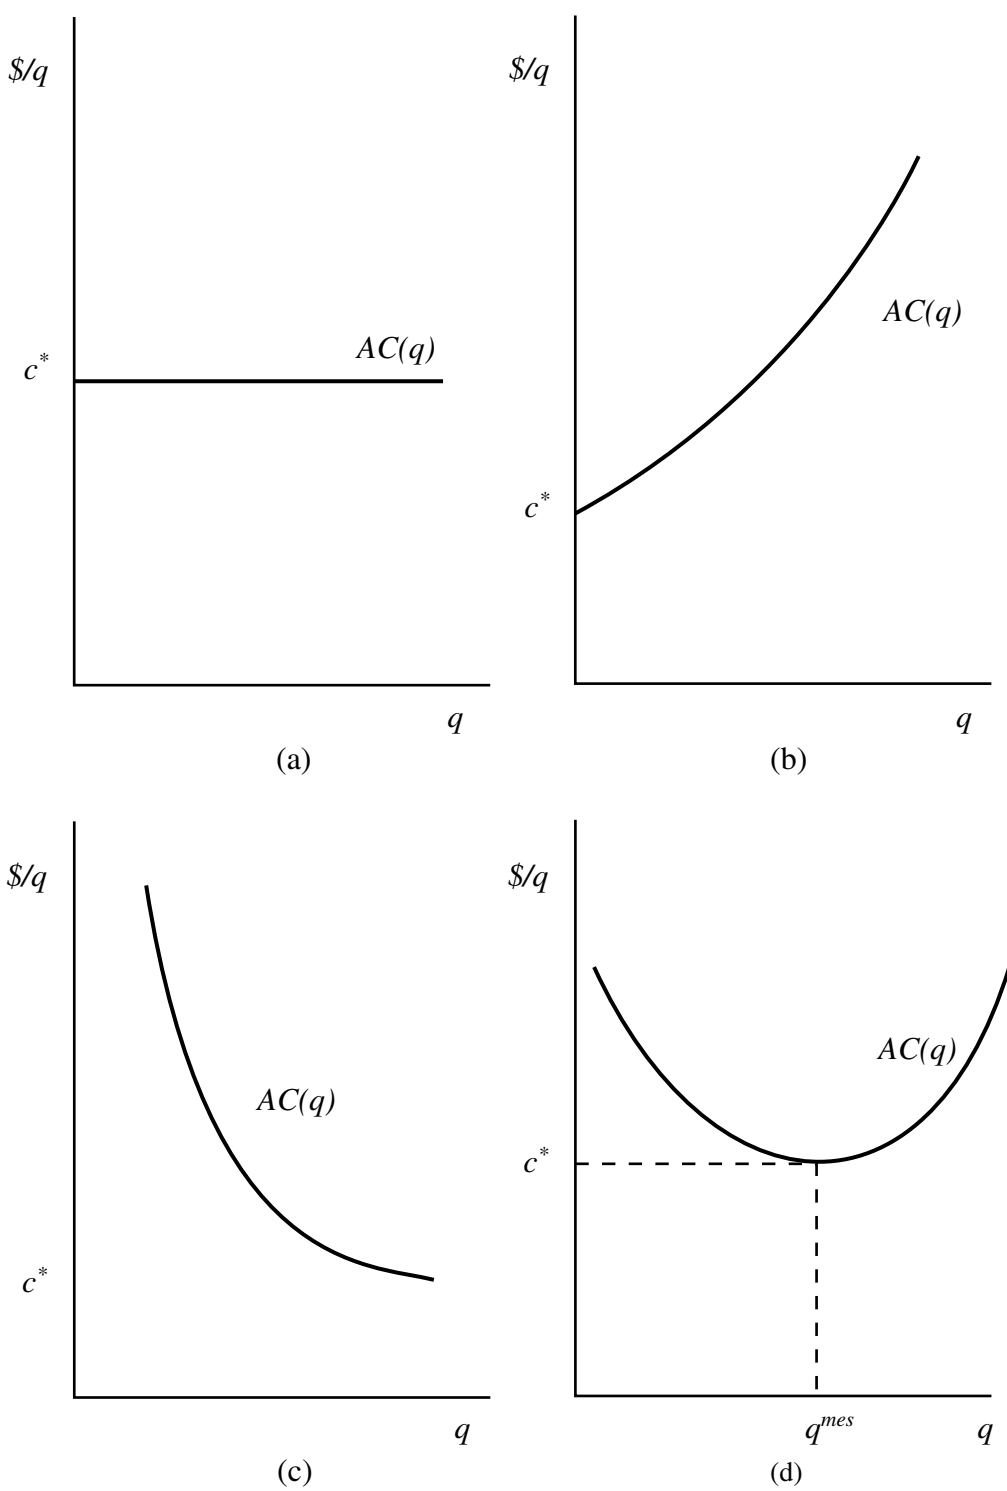 $/q
$/q
AC(q)
AC(q)
c*
c*
q
q
(a)
(b)
$/q
$/q
AC(q)
AC(q)
c*
c*
q^mes
q
q
(c)
(d)